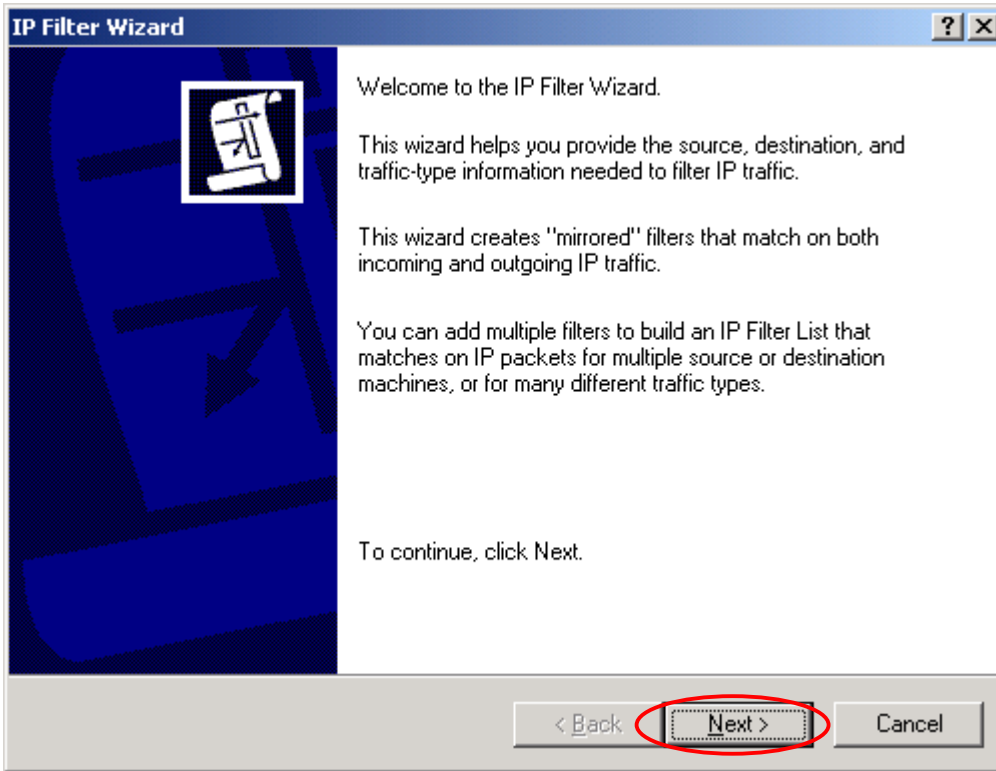 IP Filter Wizard
Welcome to the IP Filter Wizard.
This wizard helps you provide the source, destination, and
traffic-type information needed to filter IP traffic.
This wizard creates "mirrored" filters that match on both
incoming and outgoing IP traffic.
You can add multiple filters to build an IP Filter List that
matches on IP packets for multiple source or destination
machines, or for many different traffic types.
To continue, click Next.
< Back Next > Cancel